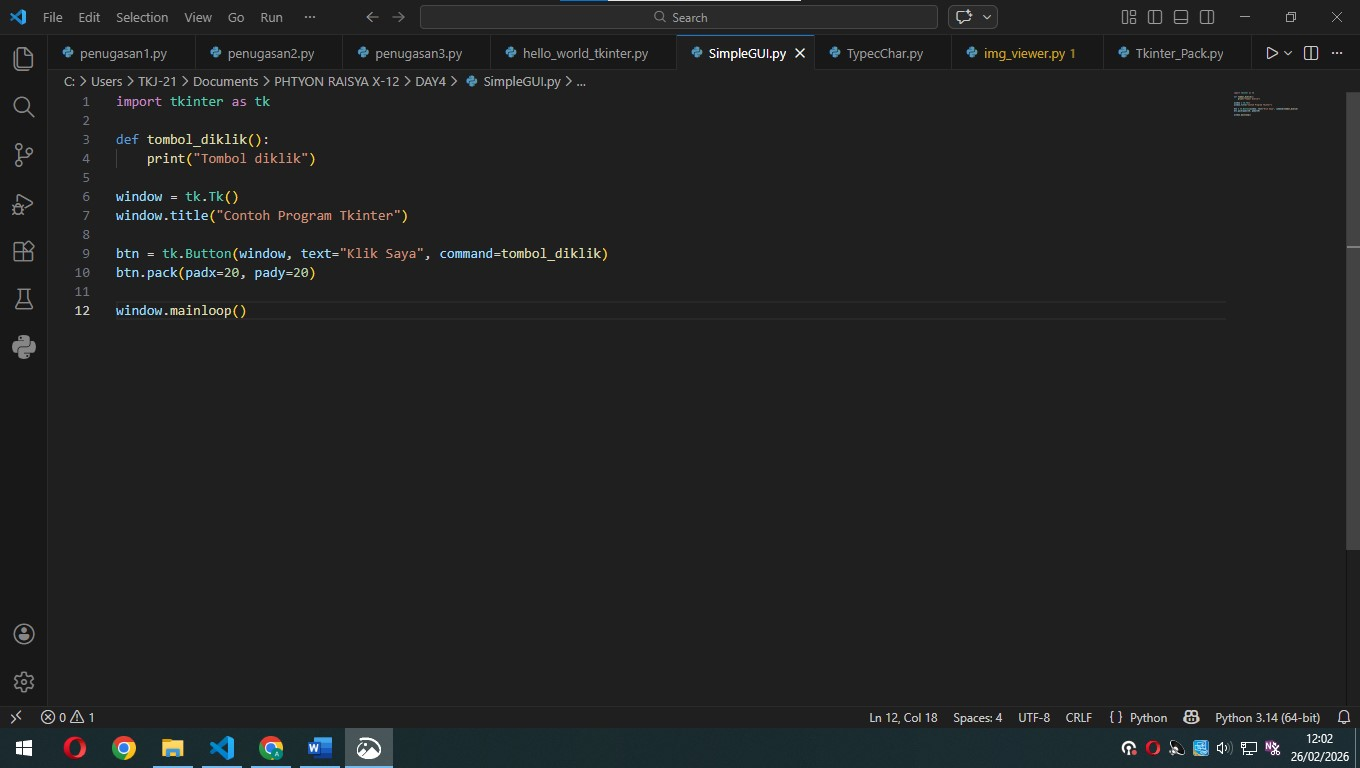 File Edit Selection View Go Run ··· Search
penugasan1.py penugasan2.py penugasan3.py hello_world_tkinter.py SimpleGUI.py TypecChar.py img_viewer.py 1 Tkinter_Pack.py
C: > Users > TKJ-21 > Documents > PHTYON RAISYA X-12 > DAY4 > SimpleGUI.py > ...
1 import tkinter as tk
2
3 def tombol_diklik():
4     print("Tombol diklik")
5
6 window = tk.Tk()
7 window.title("Contoh Program Tkinter")
8
9 btn = tk.Button(window, text="Klik Saya", command=tombol_diklik)
10 btn.pack(padx=20, pady=20)
11
12 window.mainloop()
0 1 Ln 12, Col 18 Spaces: 4 UTF-8 CRLF { } Python Python 3.14 (64-bit)
12:02
26/02/2026